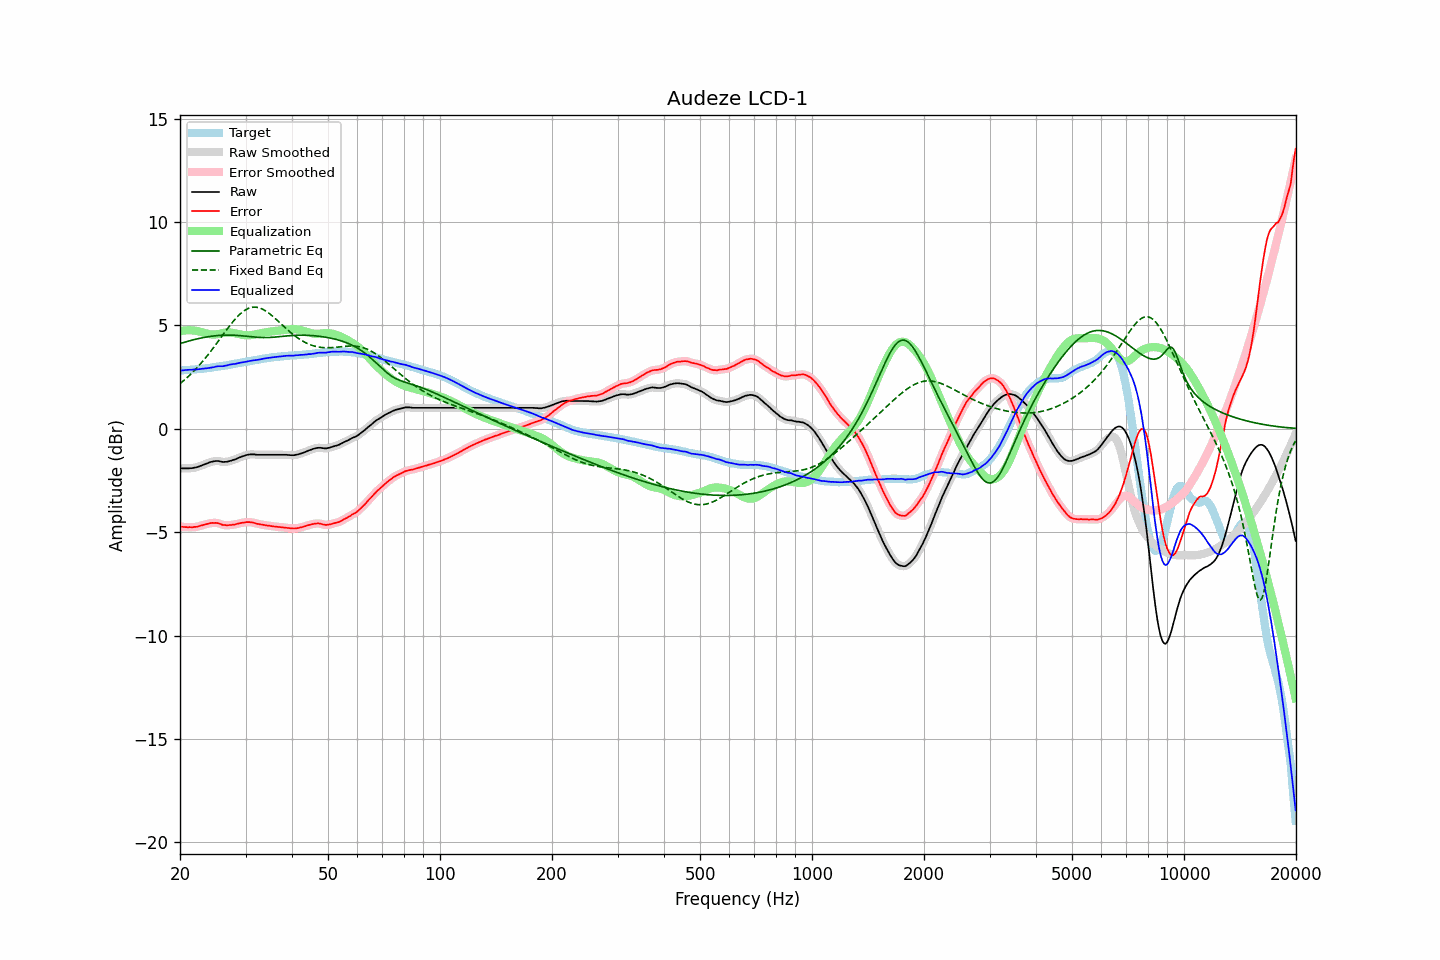 Audeze LCD-1
Target
Raw Smoothed
Error Smoothed
Raw
Error
Equalization
Parametric Eq
Fixed Band Eq
Equalized
Amplitude (dBr)
15
10
5
0
−5
−10
−15
−20
20 50 100 200 500 1000 2000 5000 10000 20000
Frequency (Hz)